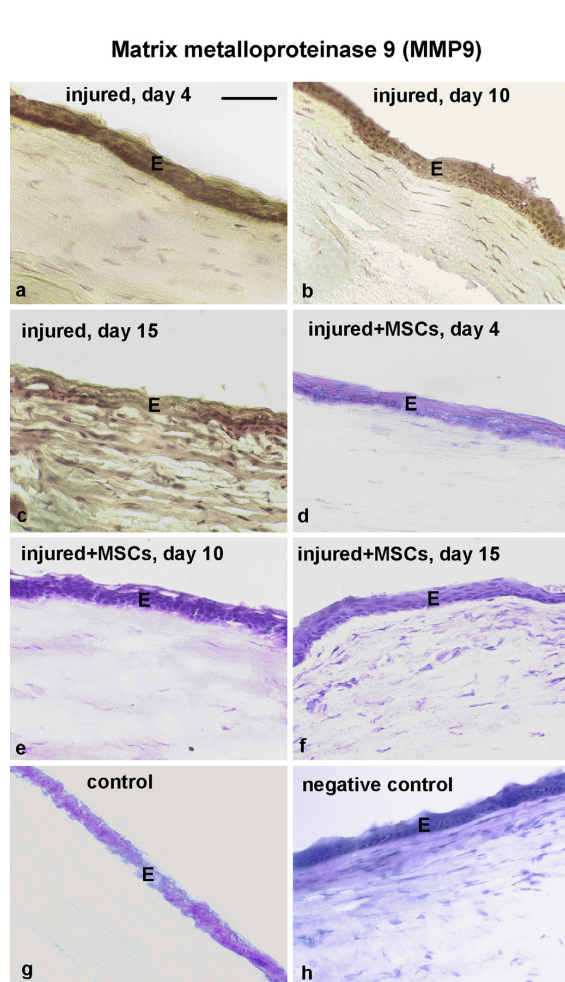 Matrix metalloproteinase 9 (MMP9)
injured, day 4
E
a
injured, day 10
E
b
injured, day 15
E
c
injured+MSCs, day 4
E
d
injured+MSCs, day 10
E
e
injured+MSCs, day 15
E
f
control
E
g
negative control
E
h